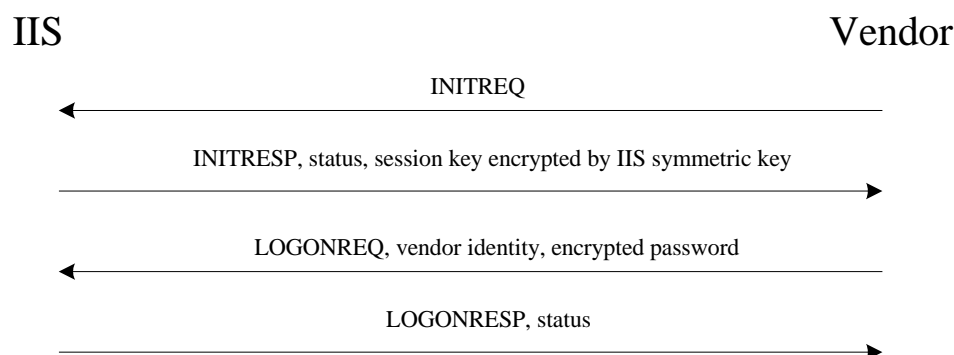 IIS
Vendor
INITREQ
INITRESP, status, session key encrypted by IIS symmetric key
LOGONREQ, vendor identity, encrypted password
LOGONRESP, status